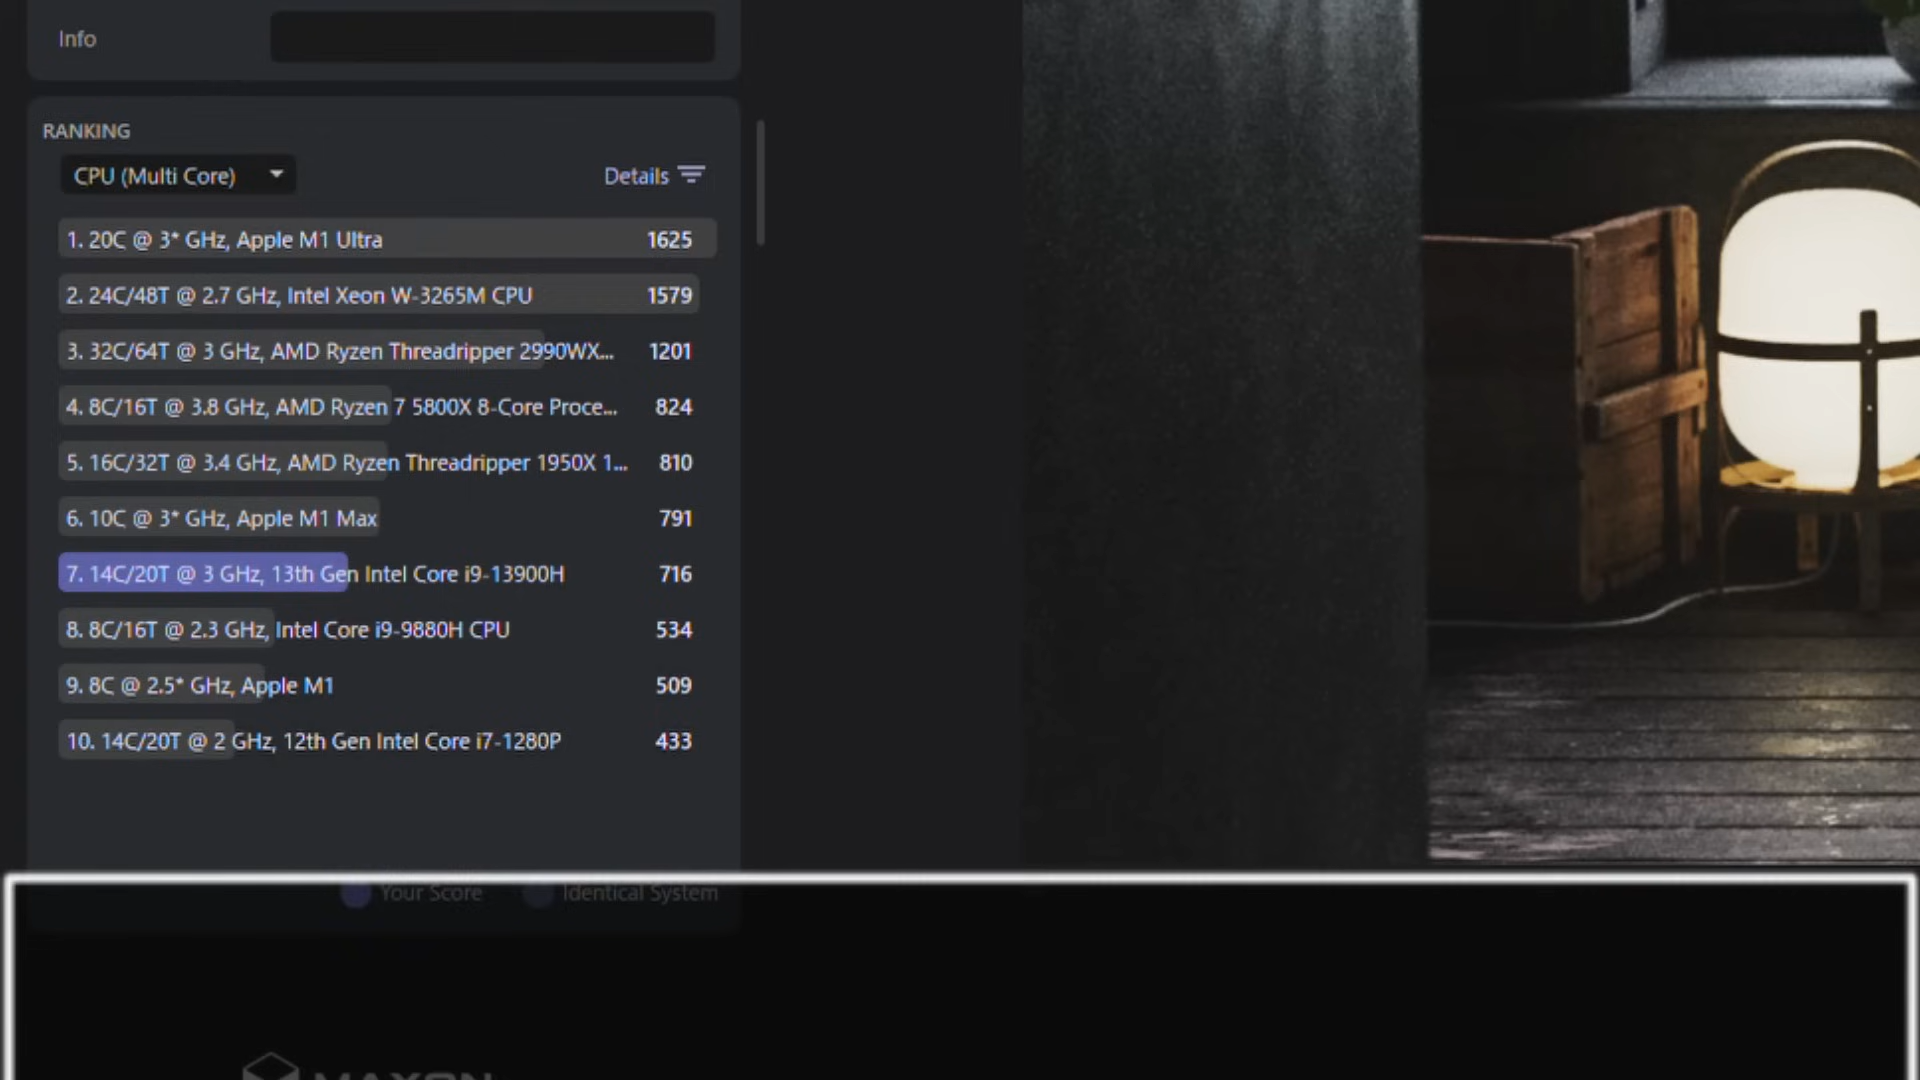 Info
RANKING
CPU (Multi Core)
Details
1. 20C @ 3* GHz, Apple M1 Ultra 1625
2. 24C/48T @ 2.7 GHz, Intel Xeon W-3265M CPU 1579
3. 32C/64T @ 3 GHz, AMD Ryzen Threadripper 2990WX... 1201
4. 8C/16T @ 3.8 GHz, AMD Ryzen 7 5800X 8-Core Proce... 824
5. 16C/32T @ 3.4 GHz, AMD Ryzen Threadripper 1950X 1... 810
6. 10C @ 3* GHz, Apple M1 Max 791
7. 14C/20T @ 3 GHz, 13th Gen Intel Core i9-13900H 716
8. 8C/16T @ 2.3 GHz, Intel Core i9-9880H CPU 534
9. 8C @ 2.5* GHz, Apple M1 509
10. 14C/20T @ 2 GHz, 12th Gen Intel Core i7-1280P 433
Your Score Identical System
MAXON